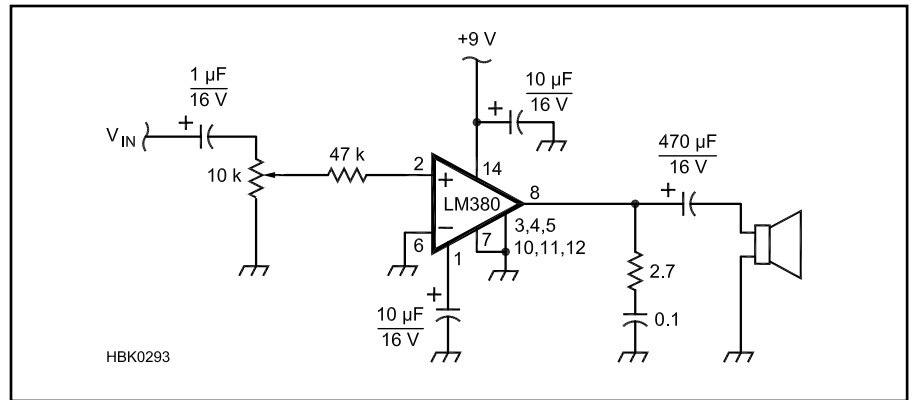 +9 V
1 µF
16 V
+
V IN
10 k
47 k
2
+
LM380
−
6
14
+
10 µF
16 V
8
3,4,5
7
10,11,12
1
+
10 µF
16 V
470 µF
16 V
+
2.7
0.1
HBK0293